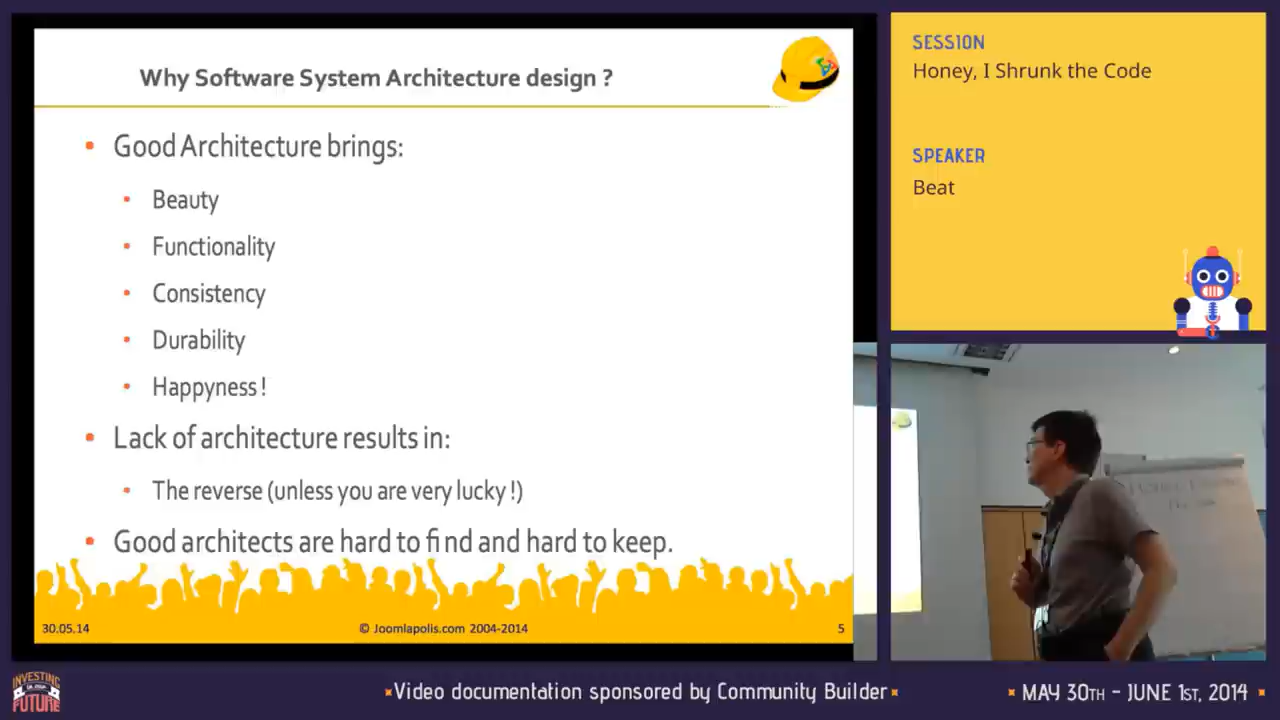 Why Software System Architecture design ?
• Good Architecture brings:
• Beauty
• Functionality
• Consistency
• Durability
• Happyness !
• Lack of architecture results in:
• The reverse (unless you are very lucky !)
• Good architects are hard to find and hard to keep.
30.05.14
© Joomlapolis.com 2004-2014
5
SESSION
Honey, I Shrunk the Code
SPEAKER
Beat
INVESTING
IN OUR
FUTURE
Video documentation sponsored by Community Builder
MAY 30TH - JUNE 1ST, 2014